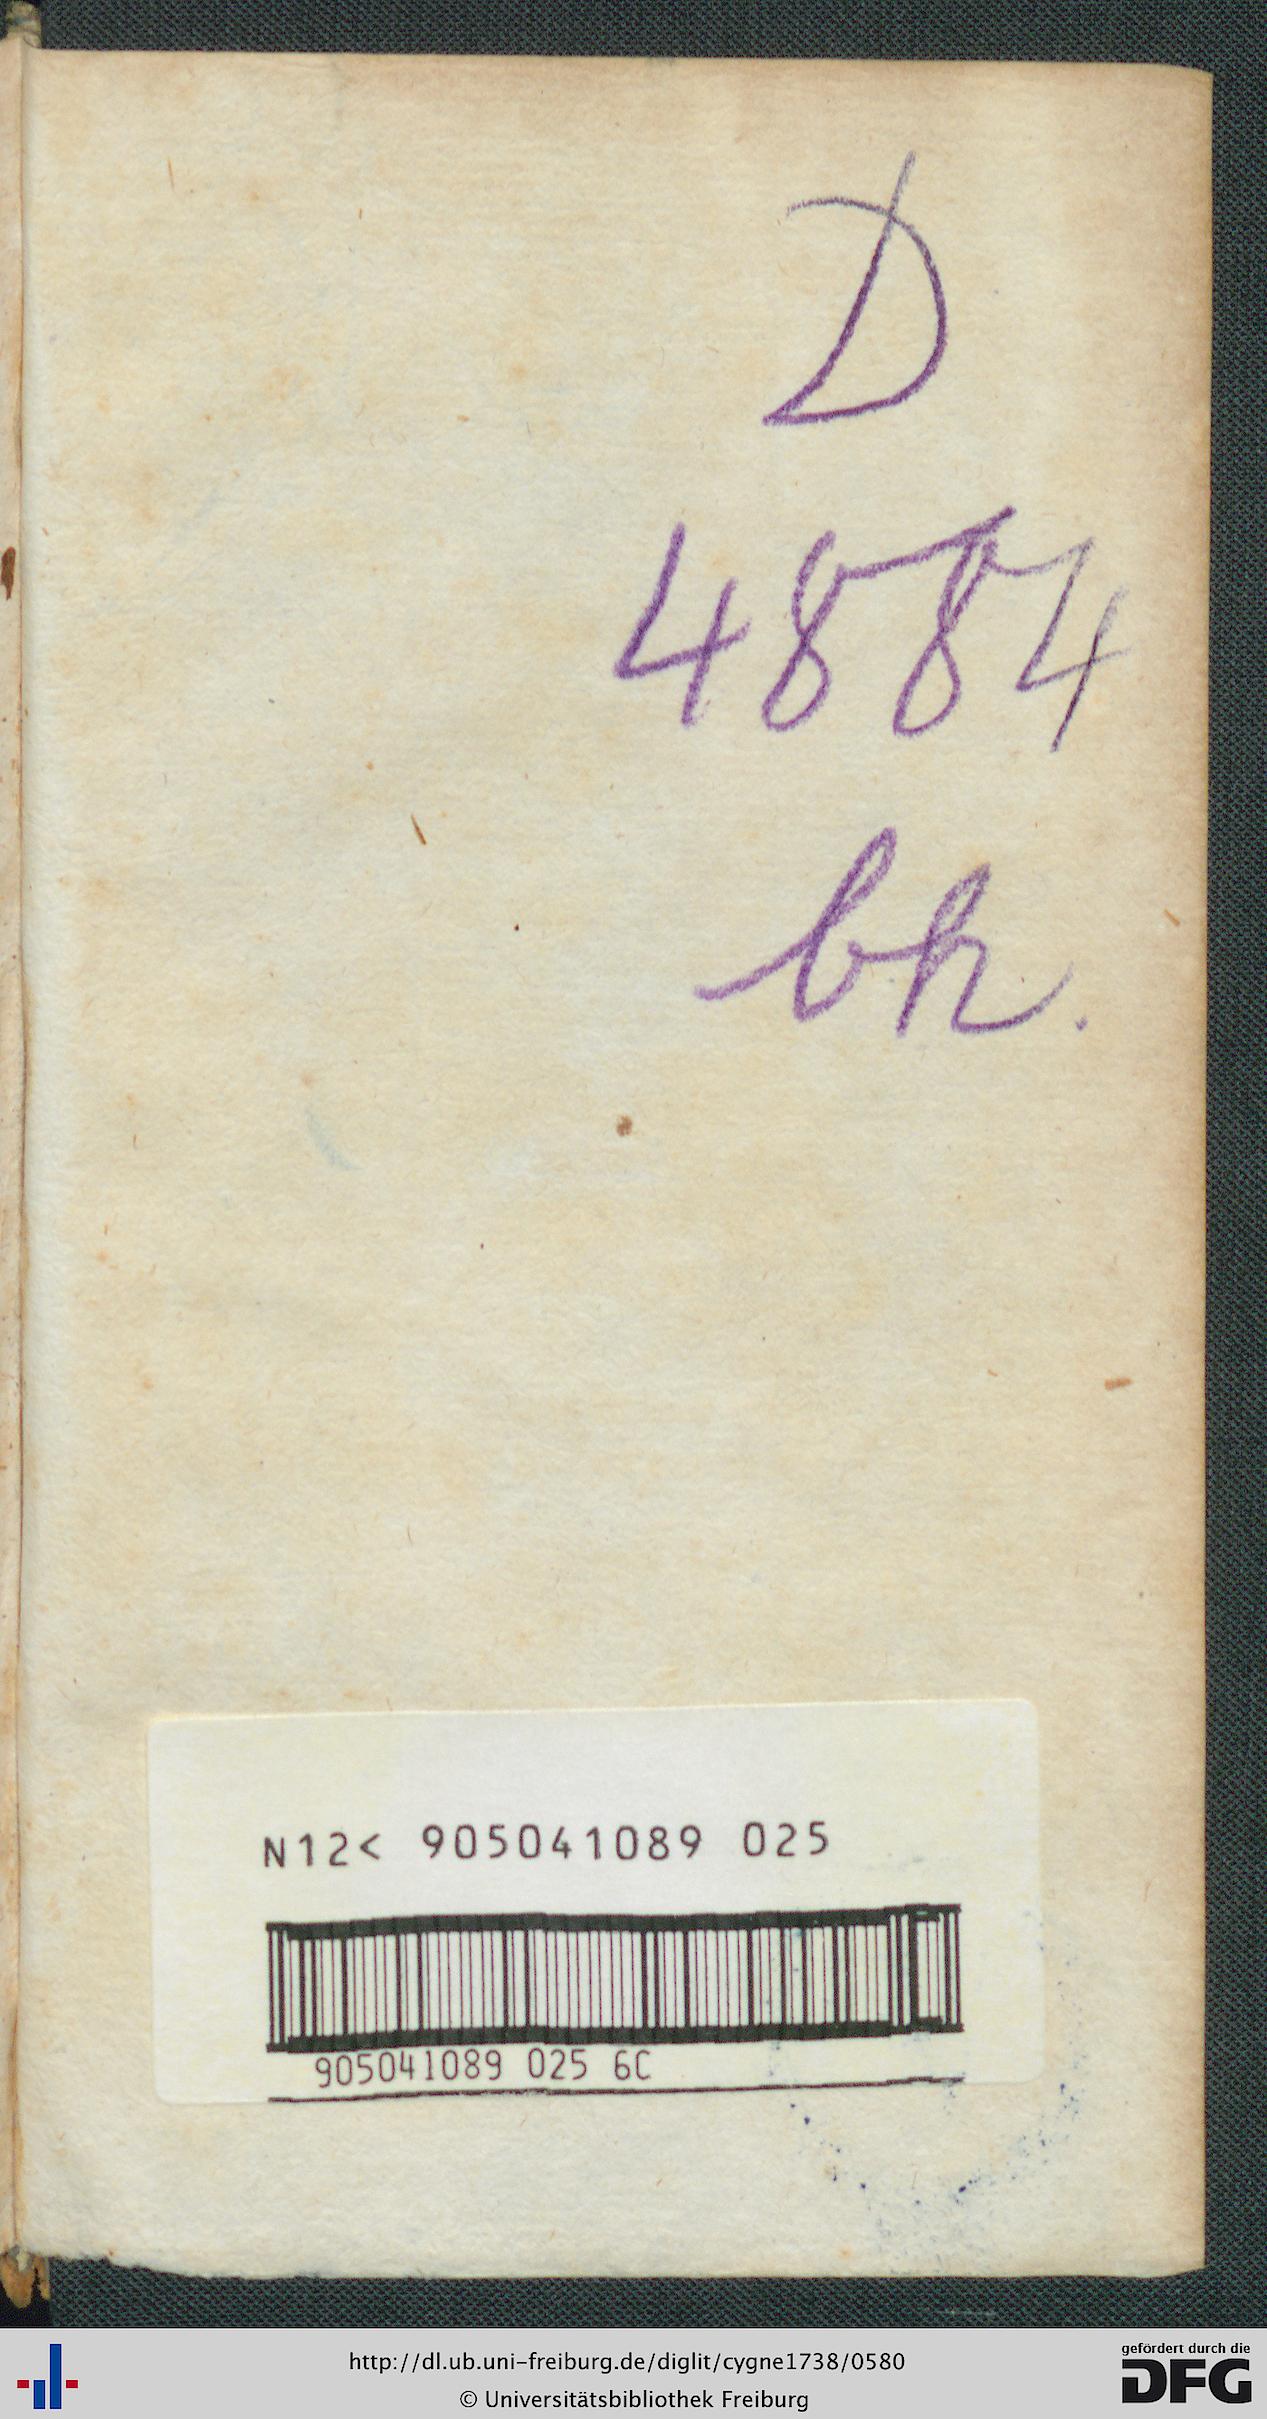 D
4884
bh.
N12< 905041089 025
905041089 025 6C
http://dl.ub.uni-freiburg.de/diglit/cygne1738/0580
© Universitätsbibliothek Freiburg
gefördert durch die
DFG